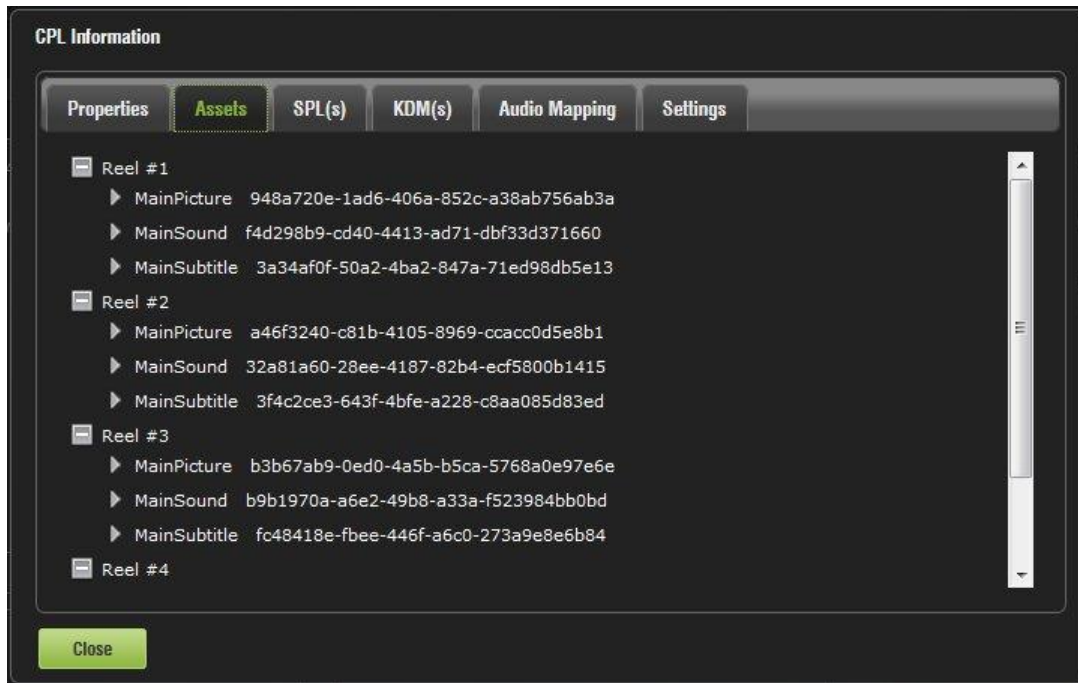 CPL Information
Properties Assets SPL(s) KDM(s) Audio Mapping Settings
Reel #1
MainPicture 948a720e-1ad6-406a-852c-a38ab756ab3a
MainSound f4d298b9-cd40-4413-ad71-dbf33d371660
MainSubtitle 3a34af0f-50a2-4ba2-847a-71ed98db5e13
Reel #2
MainPicture a46f3240-c81b-4105-8969-ccacc0d5e8b1
MainSound 32a81a60-28ee-4187-82b4-ecf5800b1415
MainSubtitle 3f4c2ce3-643f-4bfe-a228-c8aa085d83ed
Reel #3
MainPicture b3b67ab9-0ed0-4a5b-b5ca-5768a0e97e6e
MainSound b9b1970a-a6e2-49b8-a33a-f523984bb0bd
MainSubtitle fc48418e-fbee-446f-a6c0-273a9e8e6b84
Reel #4
Close